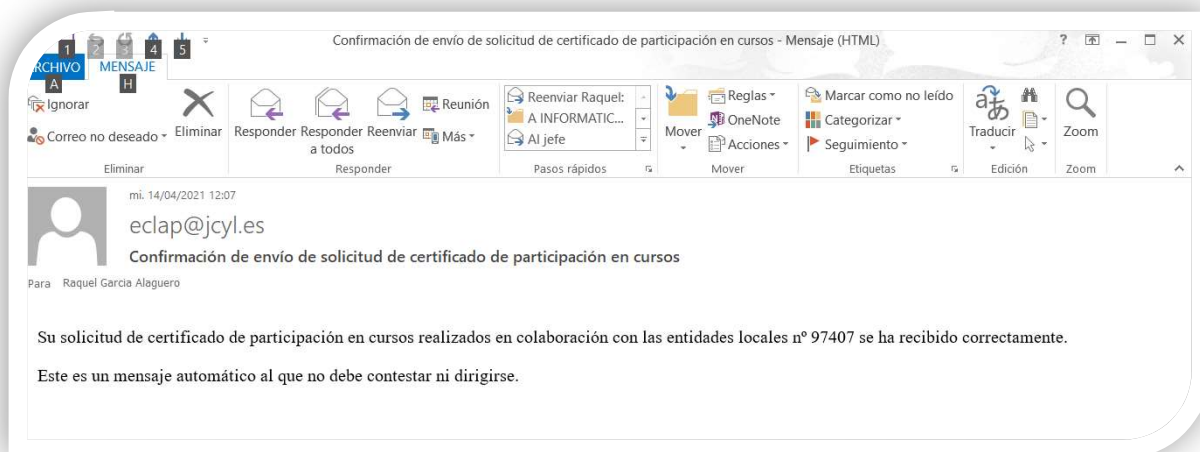 Confirmación de envío de solicitud de certificado de participación en cursos - Mensaje (HTML)
1 2 3 4 5
MENSAJE
A H
Ignorar
Correo no deseado
Eliminar
Responder Responder a todos Reenviar
Reunión
Más
Reenviar Raquel:
A INFORMATIC...
Al jefe
Mover
Reglas
OneNote
Acciones
Marcar como no leído
Categorizar
Seguimiento
Traducir
Zoom
Eliminar Responder Pasos rápidos Mover Etiquetas Edición Zoom
mi. 14/04/2021 12:07
eclap@jcyl.es
Confirmación de envío de solicitud de certificado de participación en cursos
Para Raquel Garcia Alaguero
Su solicitud de certificado de participación en cursos realizados en colaboración con las entidades locales nº 97407 se ha recibido correctamente.
Este es un mensaje automático al que no debe contestar ni dirigirse.